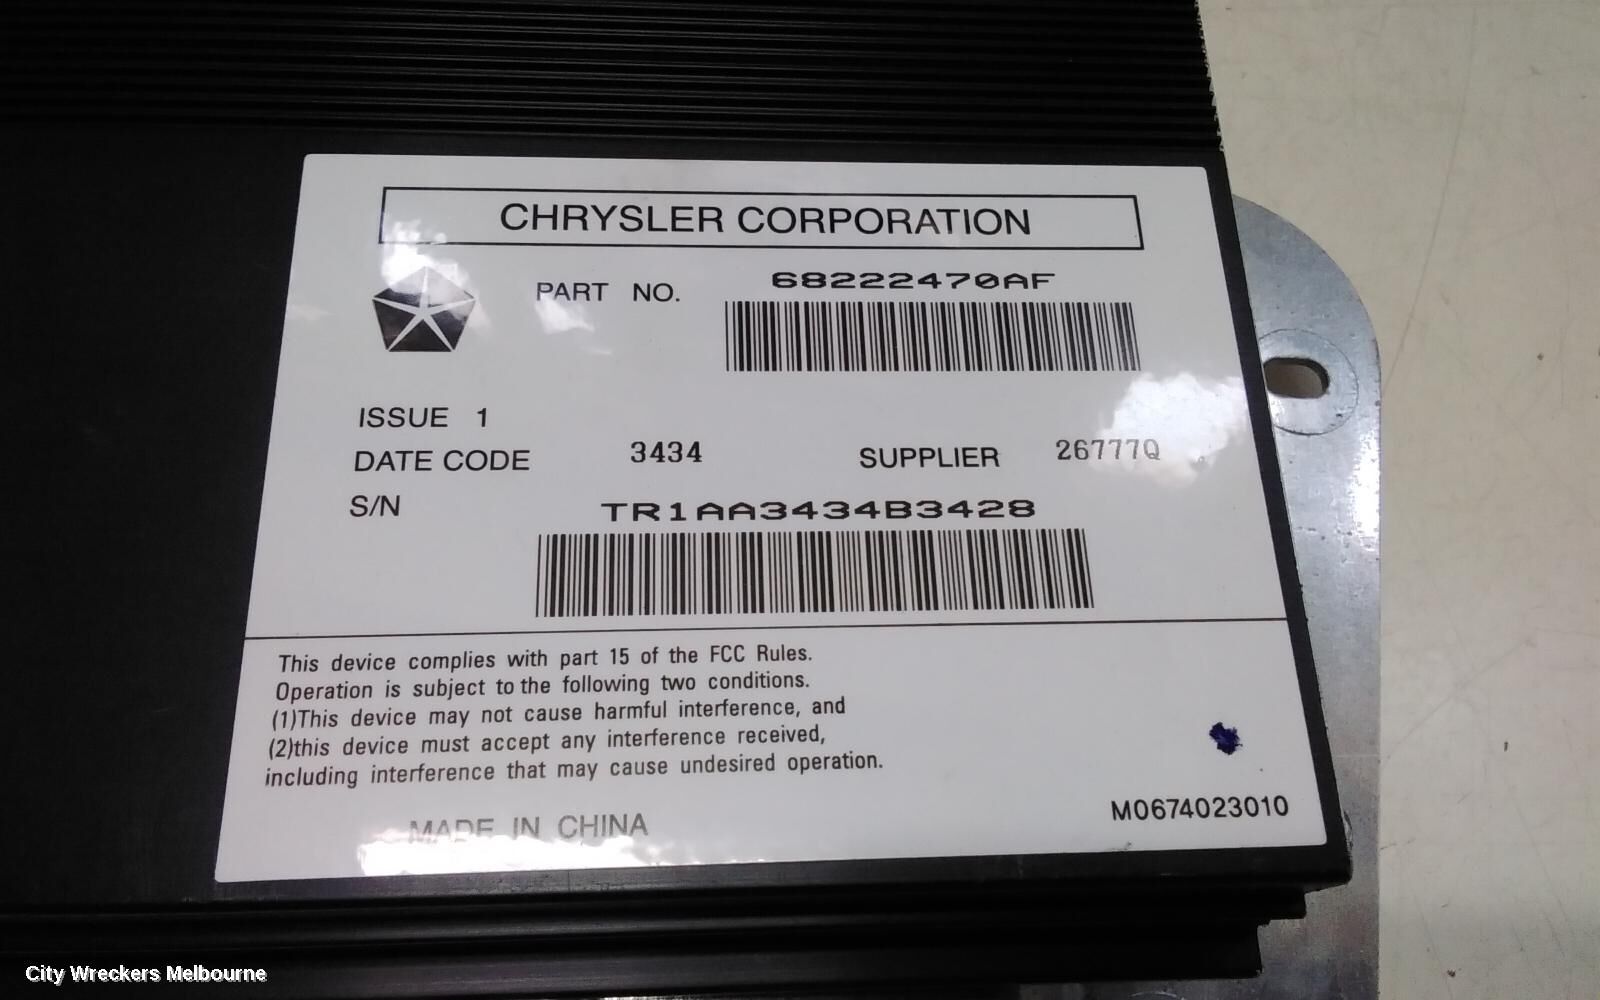 CHRYSLER CORPORATION
PART NO. 68222470AF
ISSUE 1
DATE CODE 3434 SUPPLIER 26777Q
S/N TR1AA3434B3428
This device complies with part 15 of the FCC Rules.
Operation is subject to the following two conditions.
(1)This device may not cause harmful interference, and
(2)this device must accept any interference received,
including interference that may cause undesired operation.
MADE IN CHINA
M0674023010
City Wreckers Melbourne